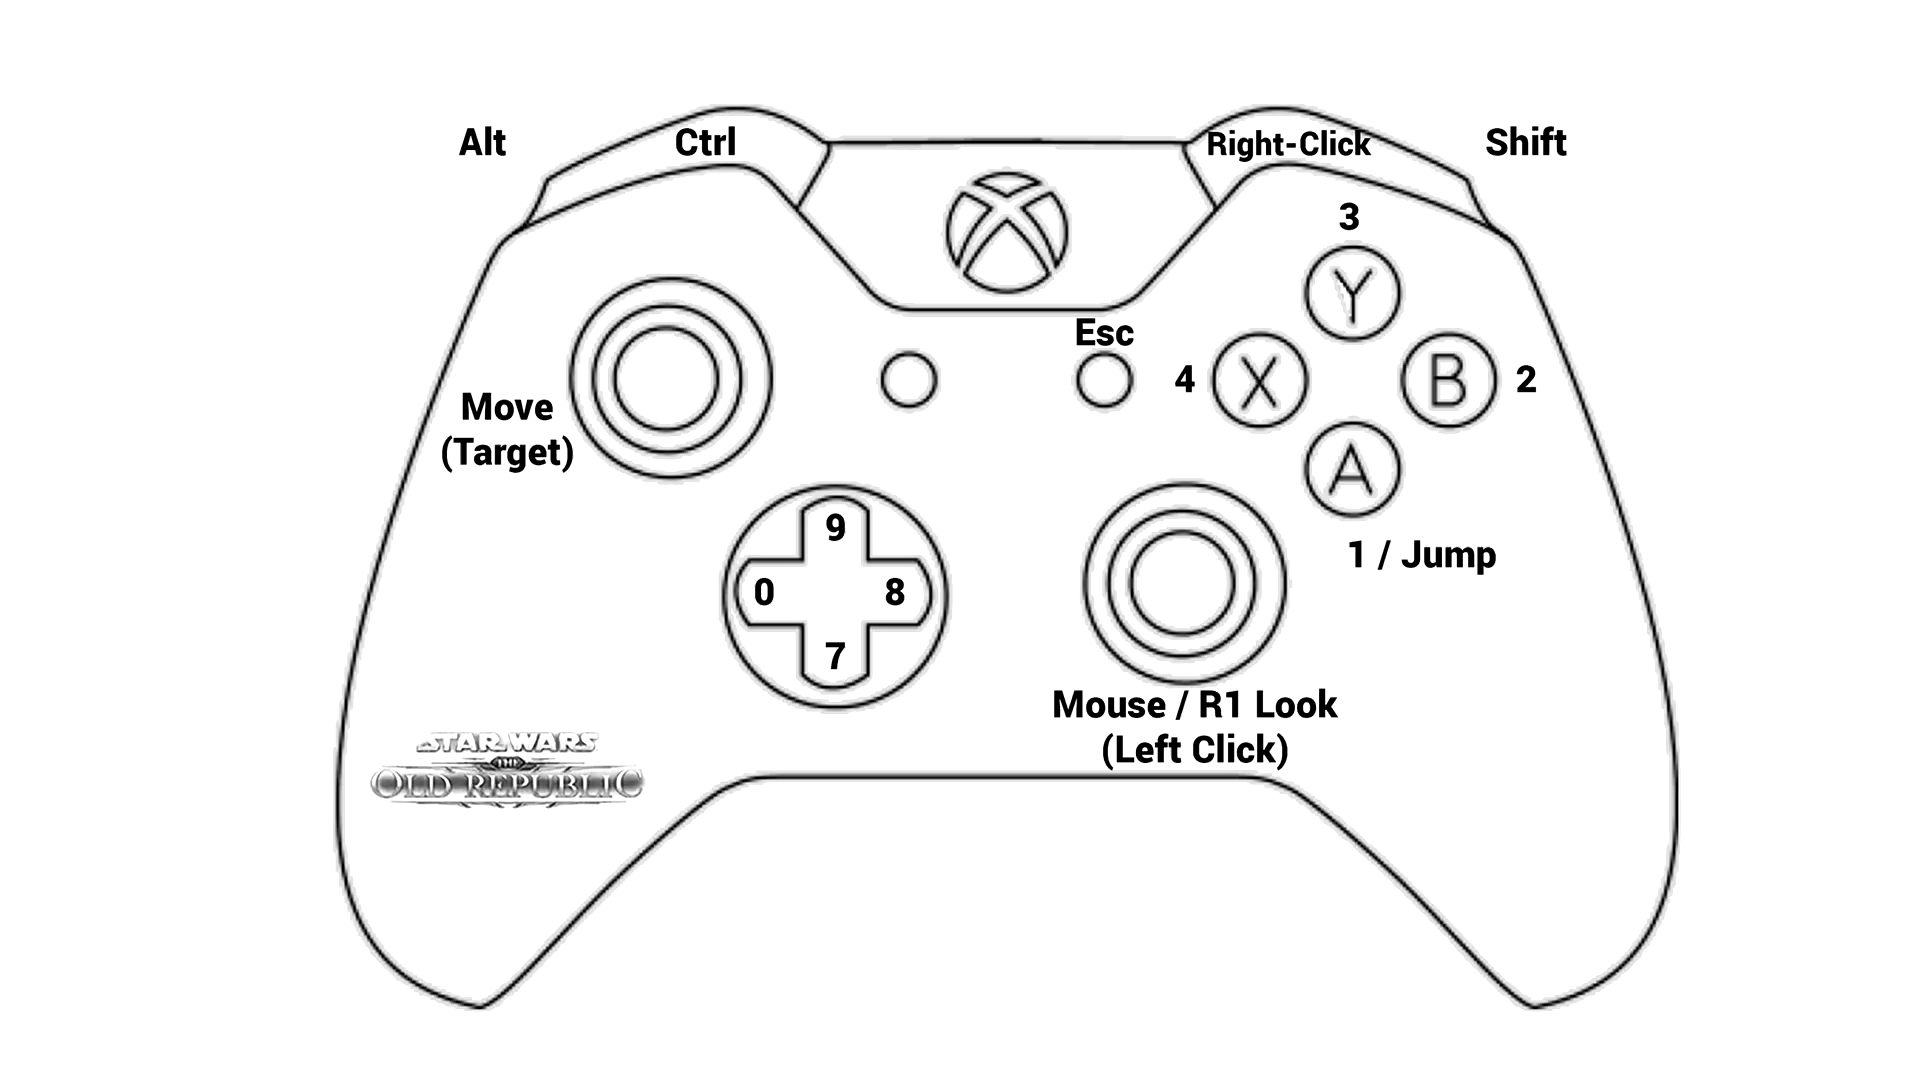 Alt
Ctrl
Right-Click
Shift
3
Y
Esc
4
X
B
2
Move
(Target)
A
9
1 / Jump
0
8
7
Mouse / R1 Look
(Left Click)
STAR WARS
THE
OLD REPUBLIC